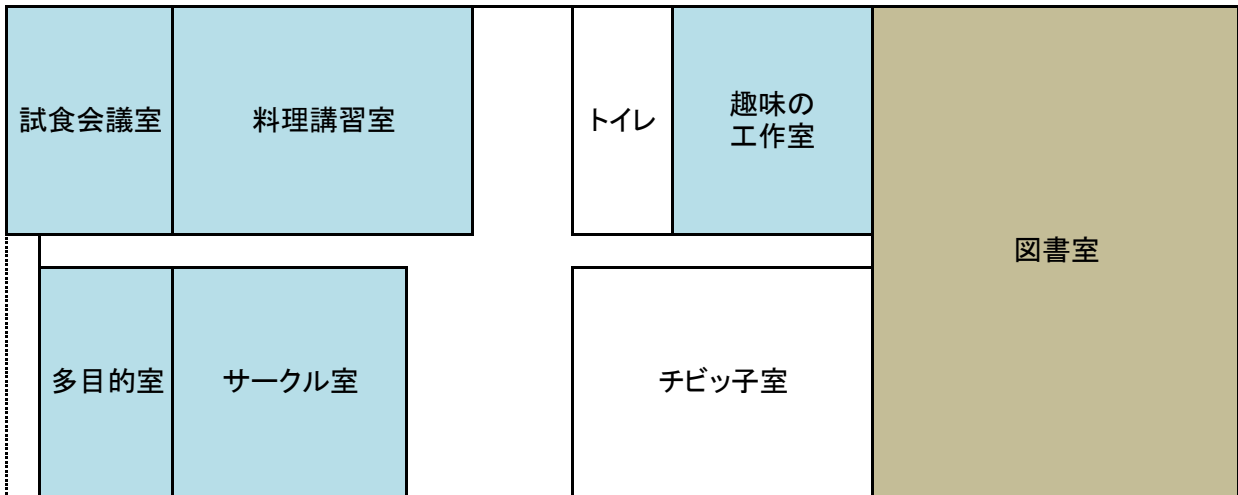 試食会議室
料理講習室
トイレ
趣味の
工作室
図書室
多目的室
サークル室
チビッ子室